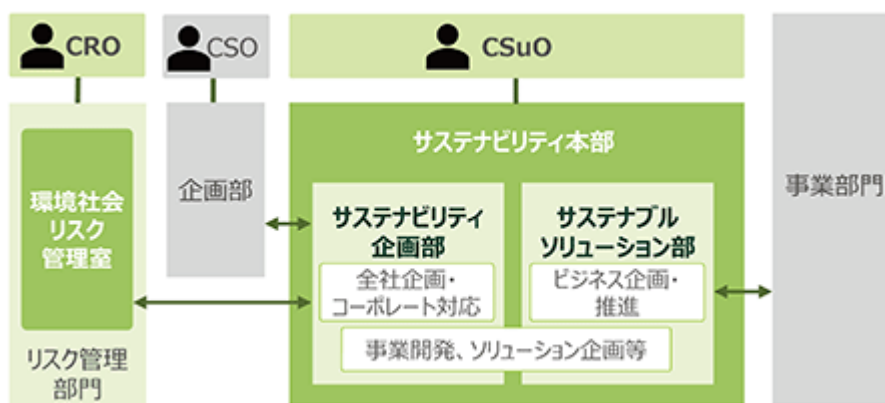 CRO
CSO
CSuO
環境社会
リスク
管理室
リスク管理
部門
企画部
サステナビリティ本部
サステナビリティ
企画部
全社企画・
コーポレート対応
サステナブル
ソリューション部
ビジネス企画・
推進
事業開発、ソリューション企画等
事業部門